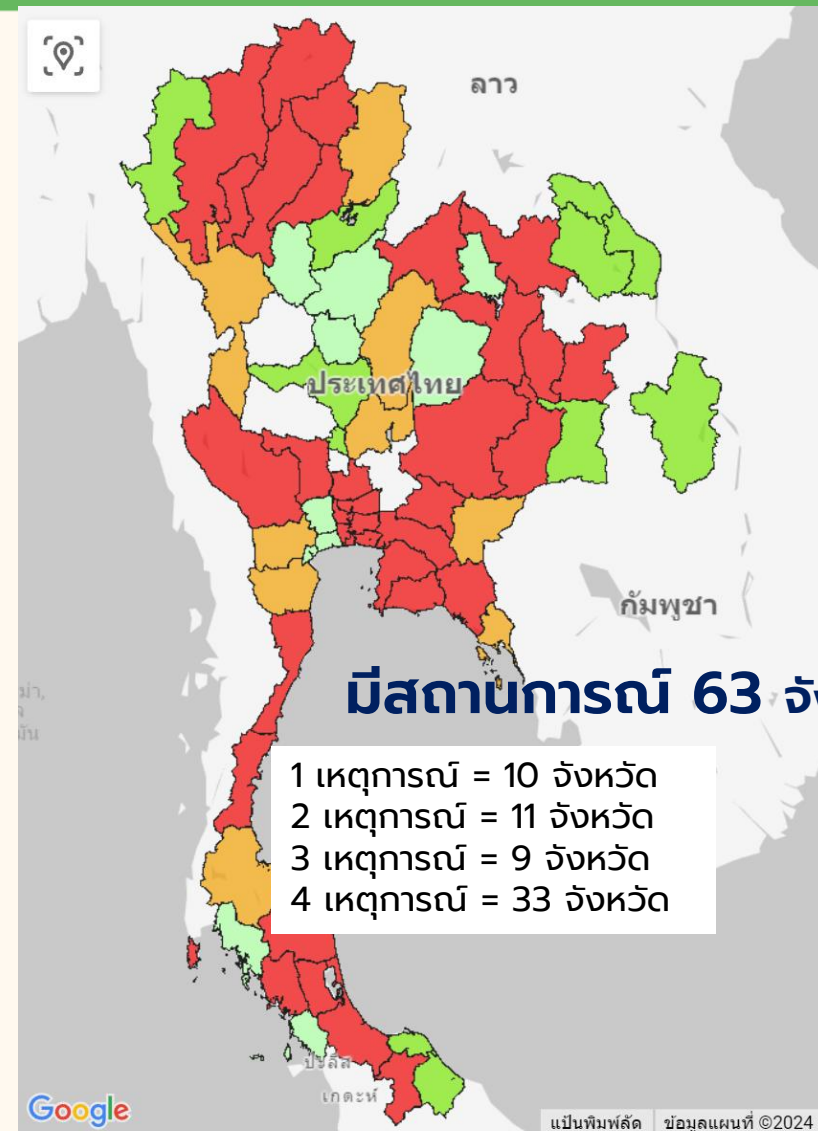 ลาว
ประเทศไทย
กัมพูชา
มีสถานการณ์ 63 จัง
1 เหตุการณ์ = 10 จังหวัด
2 เหตุการณ์ = 11 จังหวัด
3 เหตุการณ์ = 9 จังหวัด
4 เหตุการณ์ = 33 จังหวัด
ปะลิส
เกดะห์
Google
แป้นพิมพ์ลัด
ข้อมูลแผนที่ ©2024